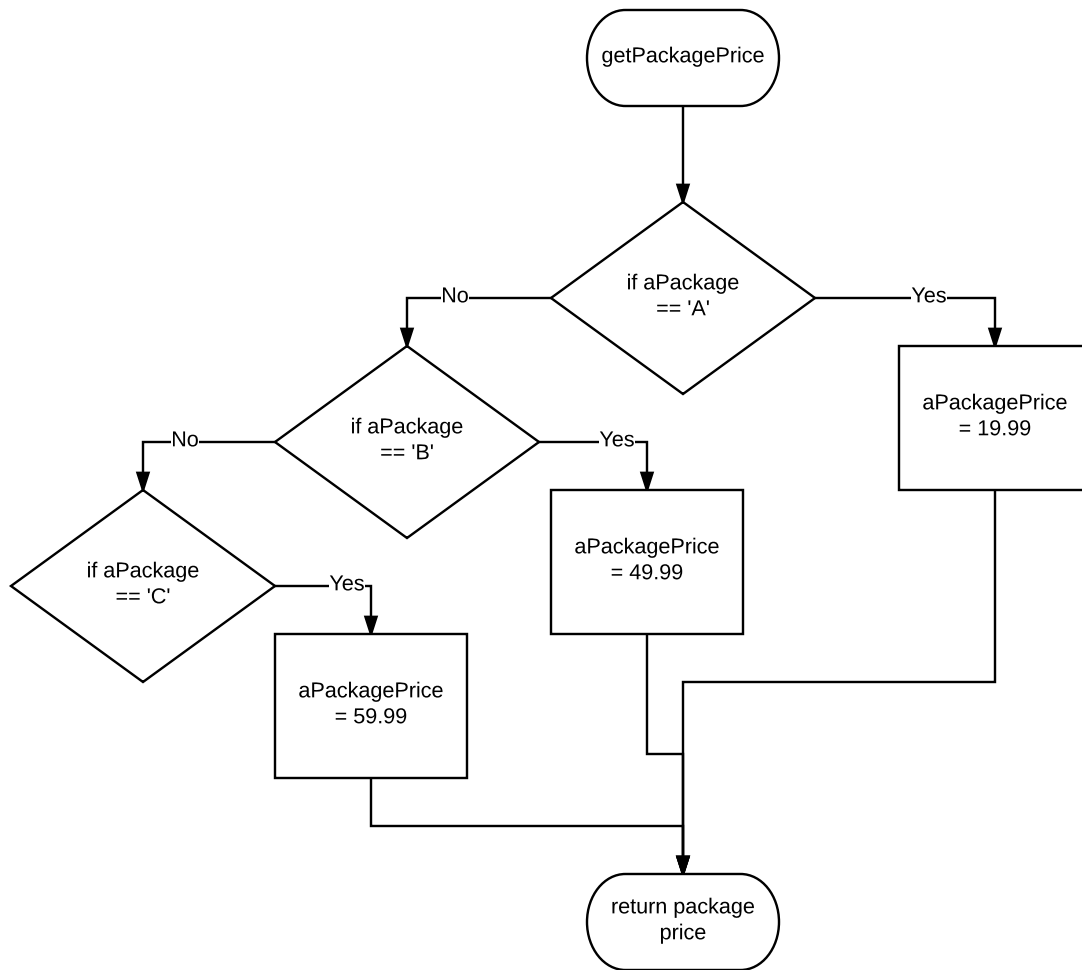 getPackagePrice
if aPackage
== 'A'
No
Yes
if aPackage
== 'B'
aPackagePrice
= 19.99
No
Yes
if aPackage
== 'C'
aPackagePrice
= 49.99
Yes
aPackagePrice
= 59.99
return package
price